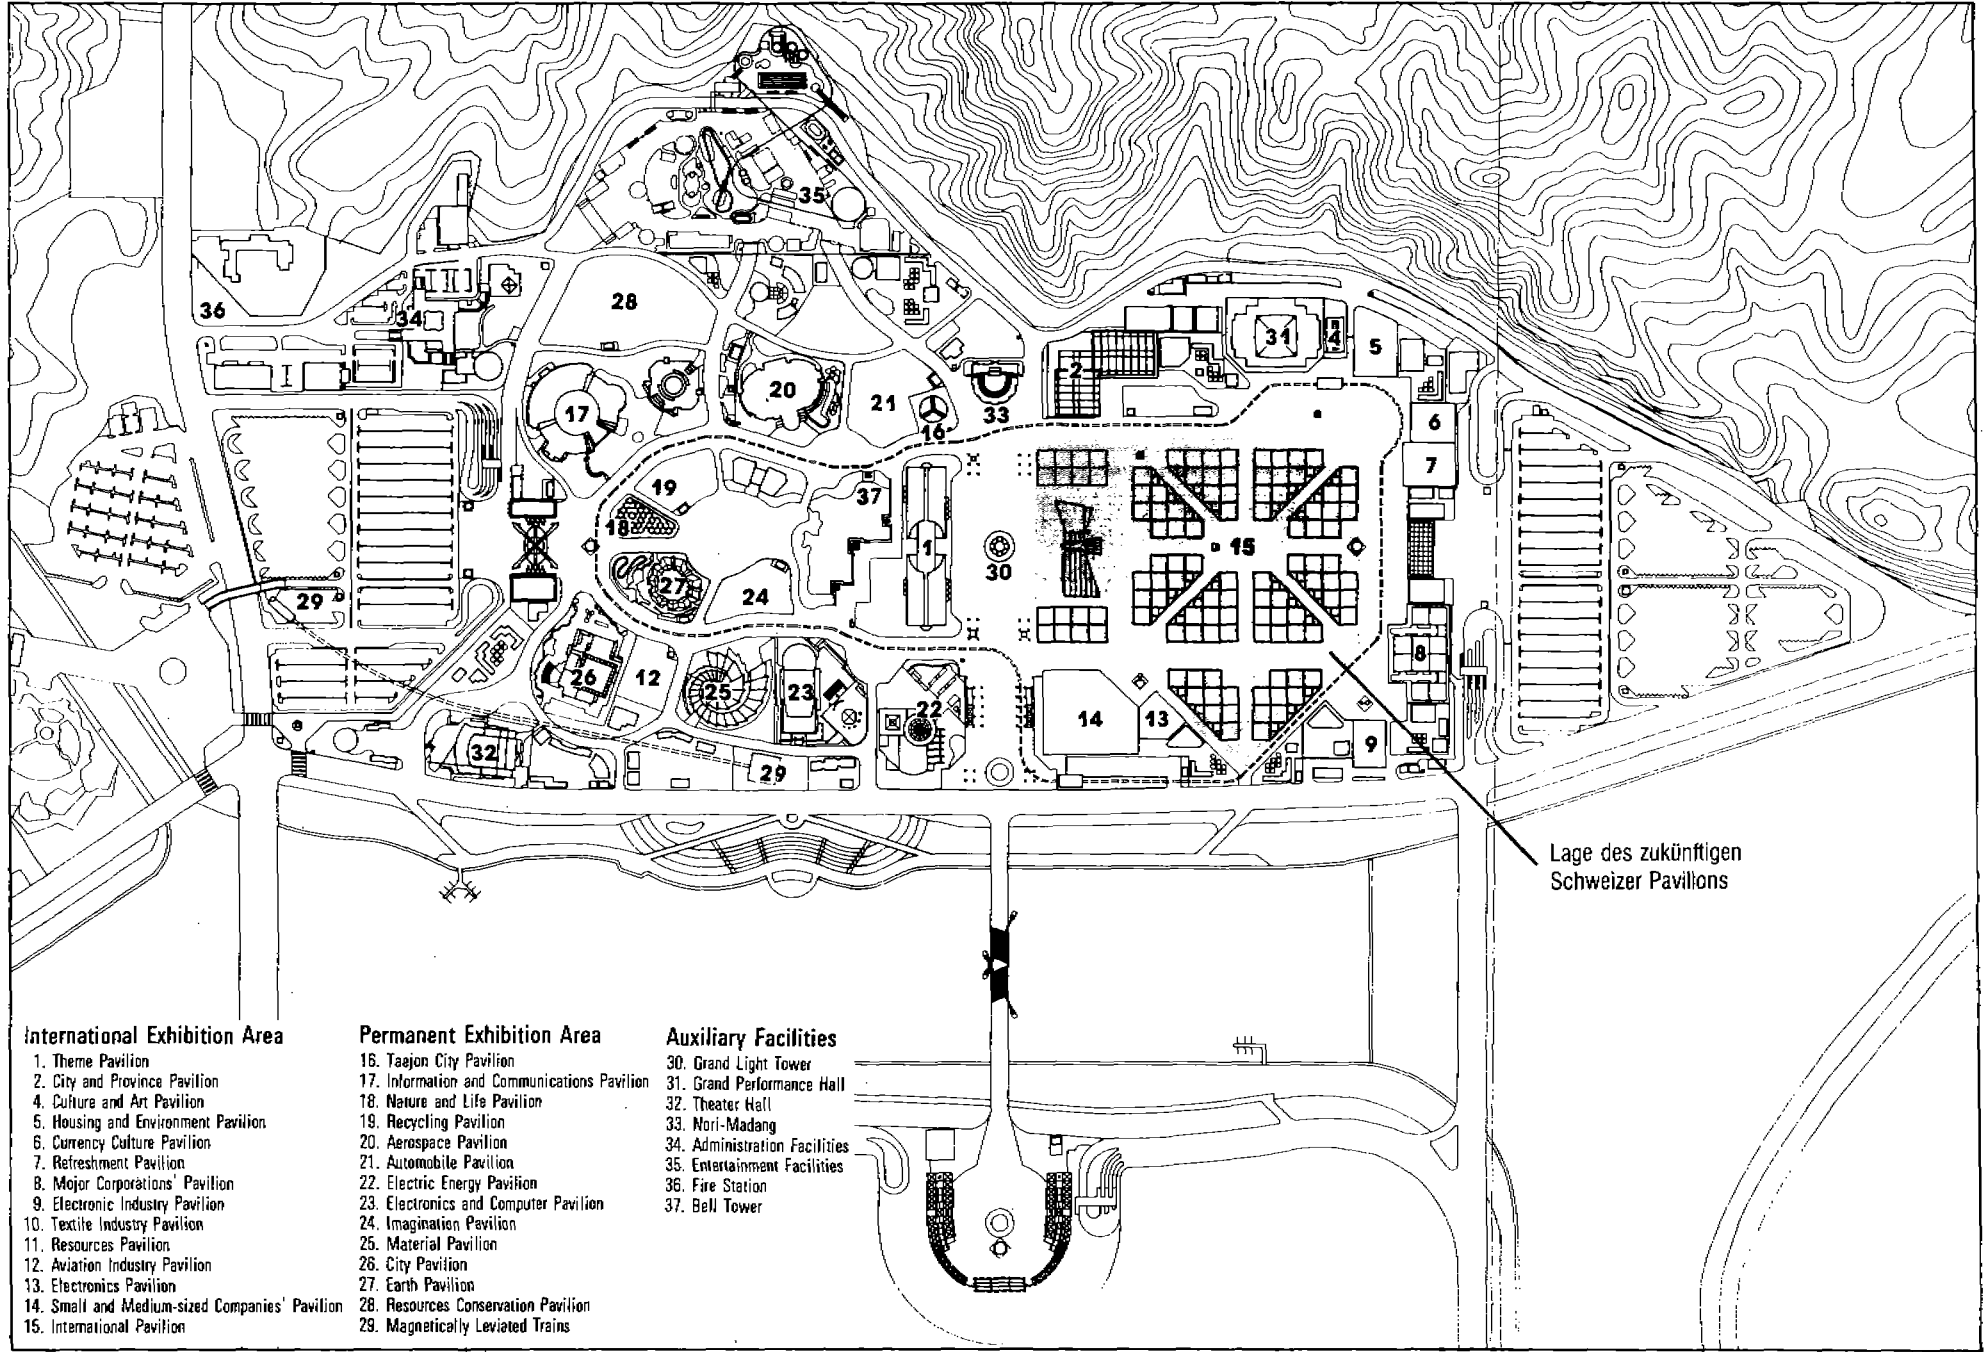 35
36
34
28
31
4
5
2
20
21
17
16
33
6
7
19
37
18
1
15
30
27
24
29
26
12
25
23
22
14
13
8
9
32
29
Lage des zukünftigen
Schweizer Pavillons
International Exhibition Area
1. Theme Pavilion
2. City and Province Pavilion
4. Culture and Art Pavilion
5. Housing and Environment Pavilion
6. Currency Culture Pavilion
7. Refreshment Pavilion
8. Mojor Corporations' Pavilion
9. Electronic Industry Pavilion
10. Textile Industry Pavilion
11. Resources Pavilion
12. Aviation Industry Pavilion
13. Electronics Pavilion
14. Small and Medium-sized Companies' Pavilion
15. International Pavilion
Permanent Exhibition Area
16. Taejon City Pavilion
17. Information and Communications Pavilion
18. Nature and Life Pavilion
19. Recycling Pavilion
20. Aerospace Pavilion
21. Automobile Pavilion
22. Electric Energy Pavilion
23. Electronics and Computer Pavilion
24. Imagination Pavilion
25. Material Pavilion
26. City Pavilion
27. Earth Pavilion
28. Resources Conservation Pavilion
29. Magnetically Leviated Trains
Auxiliary Facilities
30. Grand Light Tower
31. Grand Performance Hall
32. Theater Hall
33. Nori-Madang
34. Administration Facilities
35. Entertainment Facilities
36. Fire Station
37. Bell Tower